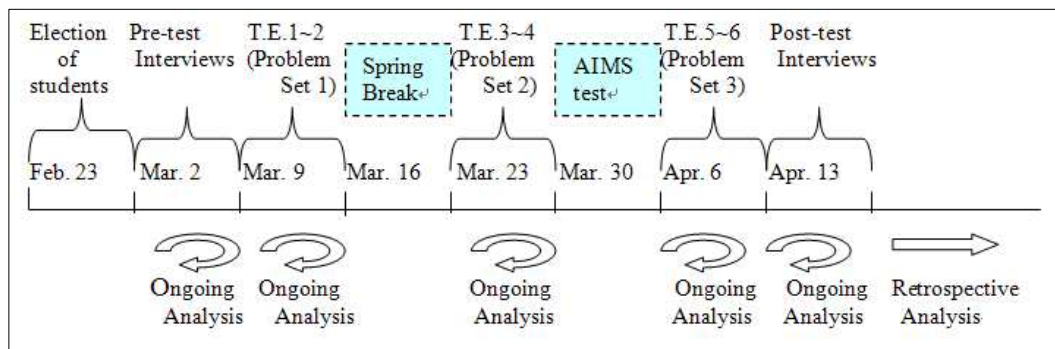 Election
of
students
Pre-test
Interviews
T.E.1~2
(Problem
Set 1)
Spring
Break↵
T.E.3~4
(Problem
Set 2)
AIMS
test↵
T.E.5~6
(Problem
Set 3)
Post-test
Interviews
Feb. 23
Mar. 2
Mar. 9
Mar. 16
Mar. 23
Mar. 30
Apr. 6
Apr. 13
Ongoing
Analysis
Ongoing
Analysis
Ongoing
Analysis
Ongoing
Analysis
Ongoing
Analysis
Retrospective
Analysis